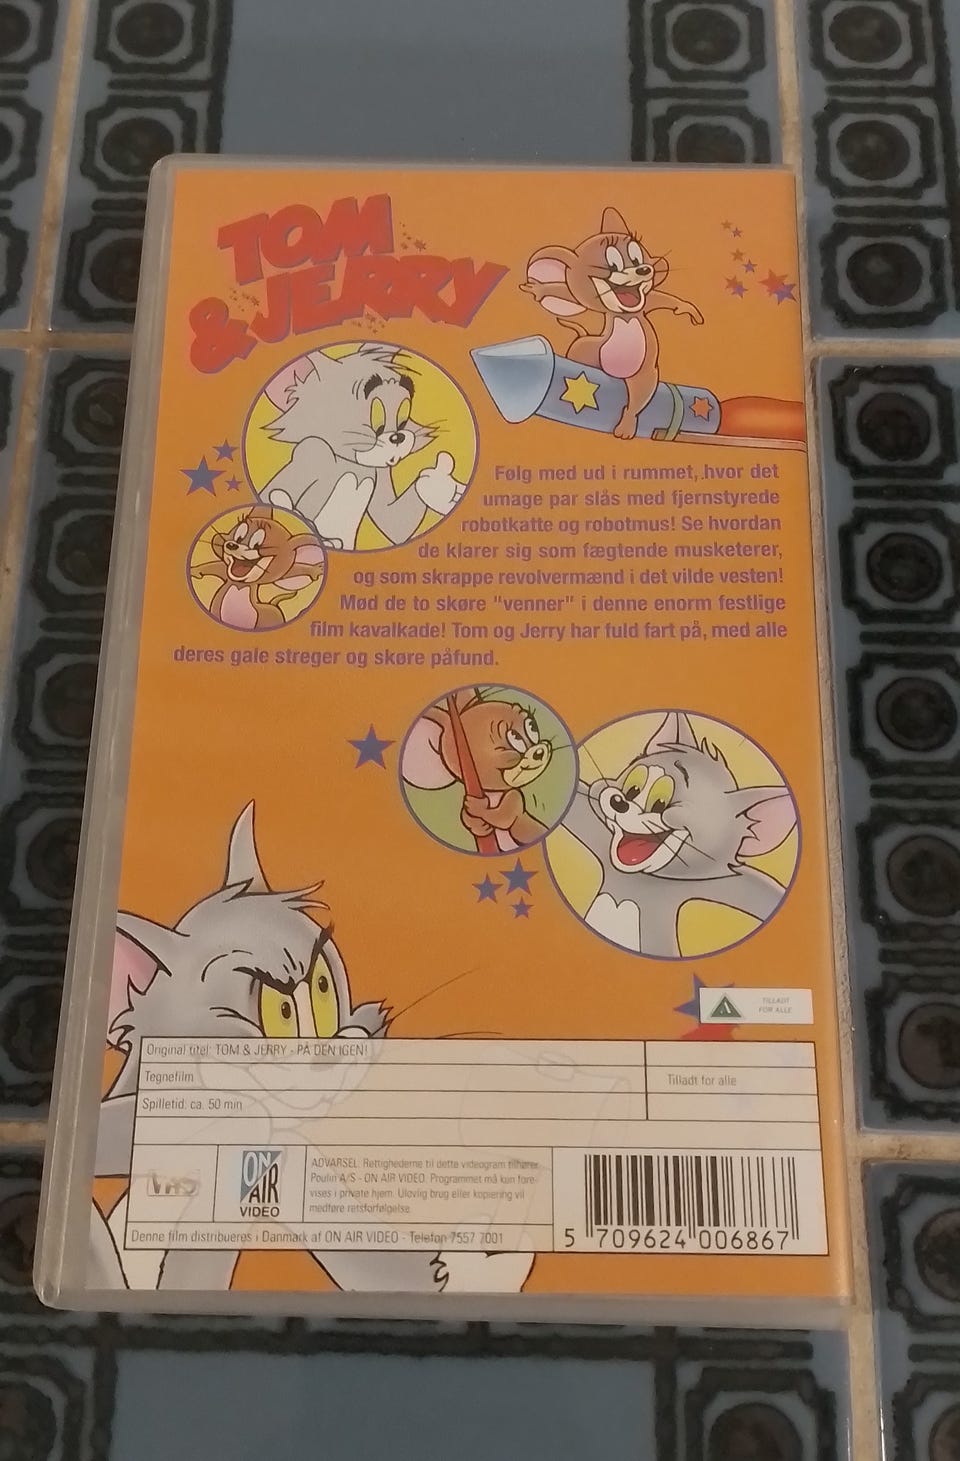 TOM
& JERRY
Følg med ud i rummet, hvor det
umage par slås med fjernstyrede
robotkatte og robotmus! Se hvordan
de klarer sig som fægtende musketerer,
og som skrappe revolvermænd i det vilde vesten!
Mød de to skøre "venner" i denne enorm festlige
film kavalkade! Tom og Jerry har fuld fart på, med alle
deres gale streger og skøre påfund.
A
TILLADT
FOR ALLE
Original titel: TOM & JERRY - PÅ DEN IGEN!
Tegnefilm
Tilladt for alle
Spilletid: ca. 50 min
VHS
ON
AIR
VIDEO
ADVARSEL: Rettighederne til dette videogram tilhører
Poulin A/S - ON AIR VIDEO. Programmet må kun fore-
vises i private hjem. Ulovlig brug eller kopiering vil
medføre retsforfølgelse
Denne film distribueres i Danmark af ON AIR VIDEO - Telefon 7557 7001
5 709624 006867